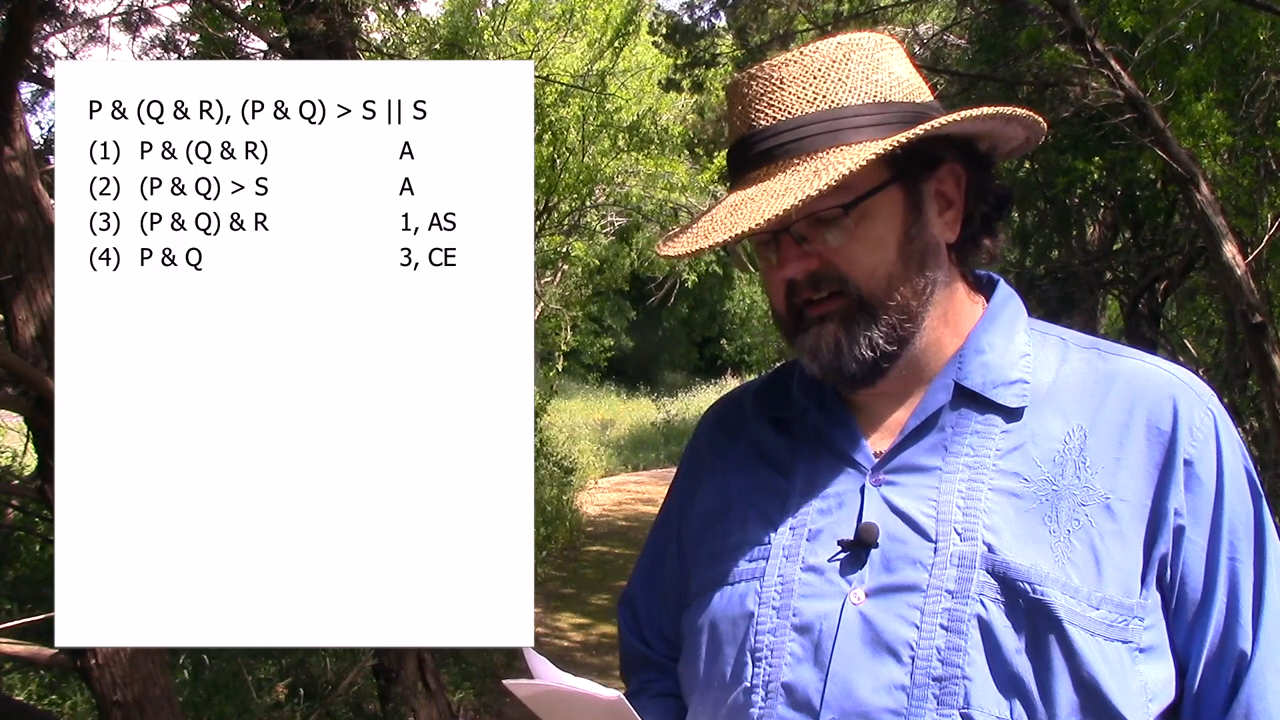 P & (Q & R), (P & Q) > S || S
(1) P & (Q & R) A
(2) (P & Q) > S A
(3) (P & Q) & R 1, AS
(4) P & Q 3, CE